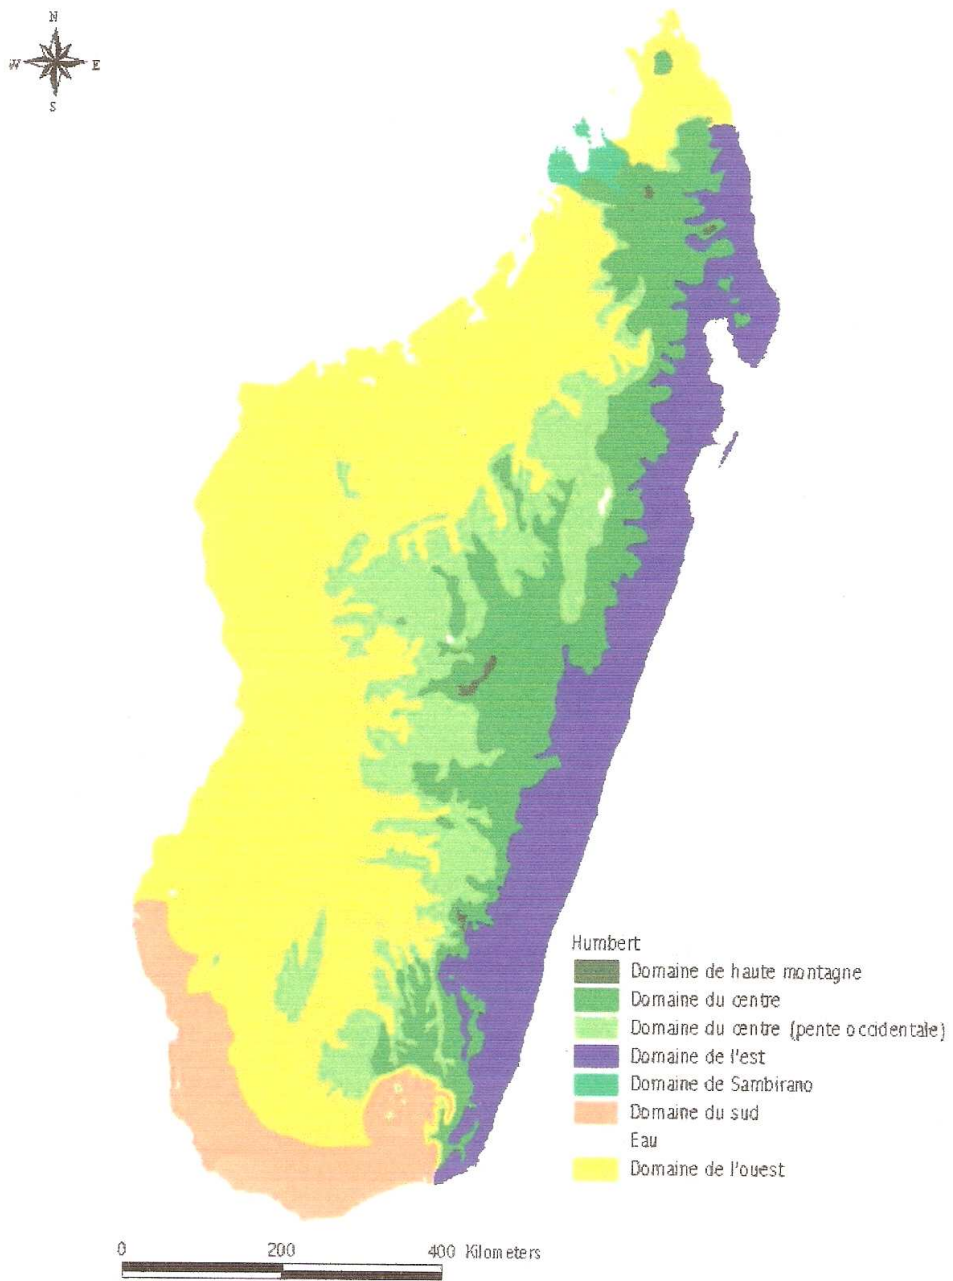 N
W E
S
Humbert
Domaine de haute montagne
Domaine du centre
Domaine du centre (pente occidentale)
Domaine de l'est
Domaine de Sambirano
Domaine du sud
Eau
Domaine de l'ouest
0 200 400 Kilometers